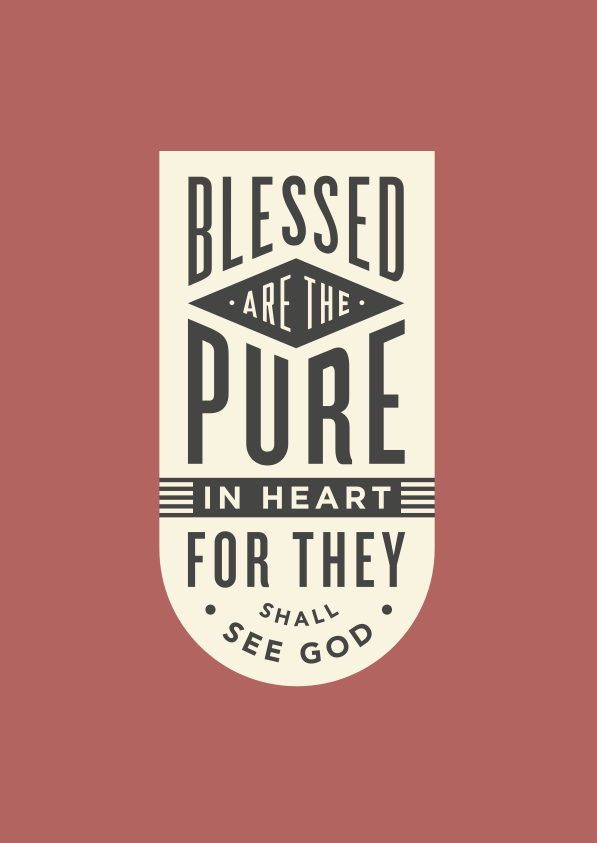 BLESSED
· ARE THE ·
PURE
IN HEART
FOR THEY
• SHALL •
SEE GOD